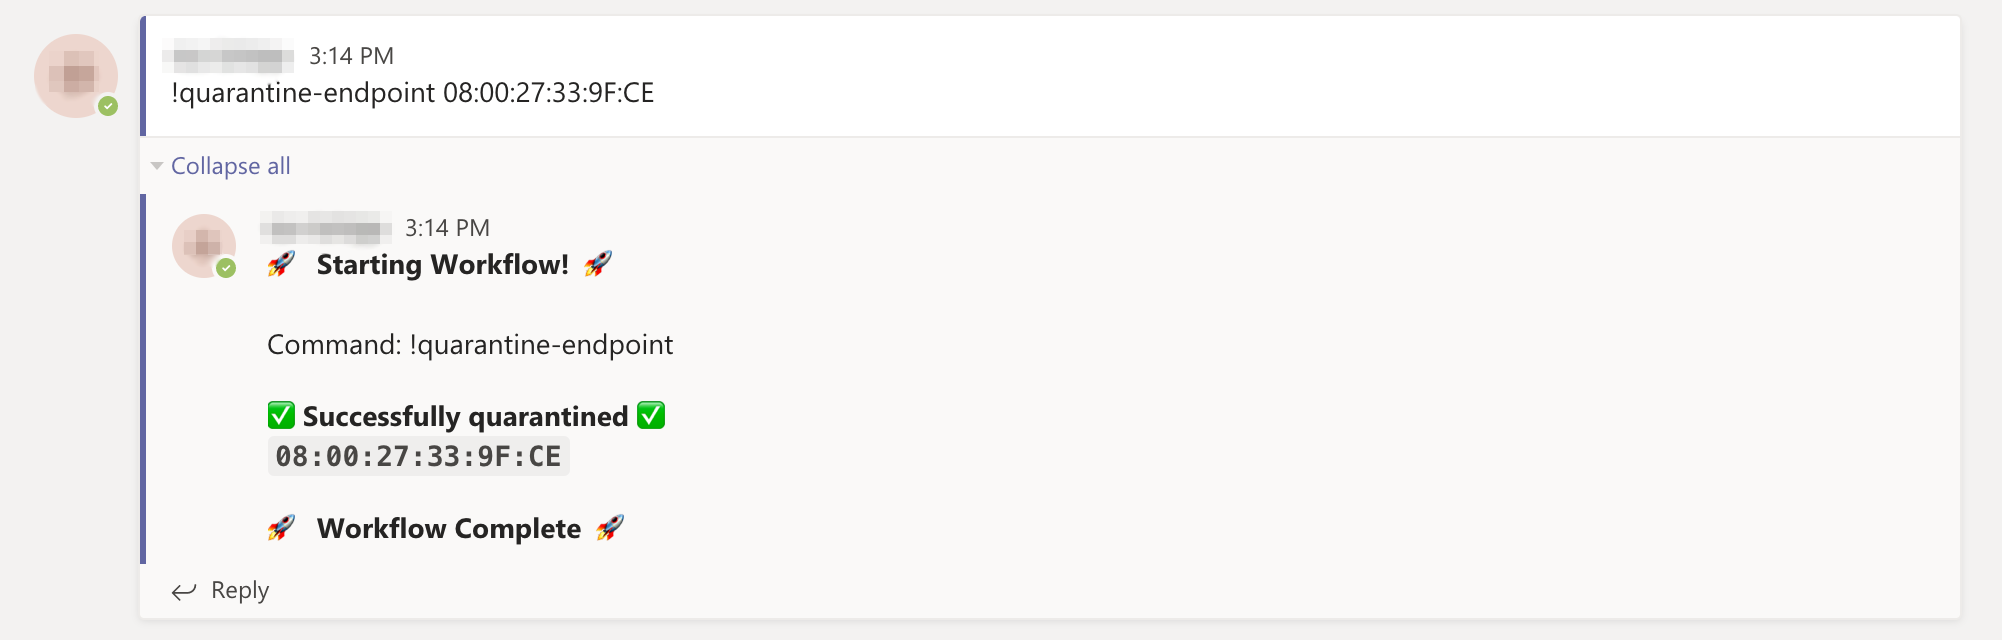 3:14 PM
!quarantine-endpoint 08:00:27:33:9F:CE
Collapse all
3:14 PM
🚀 Starting Workflow! 🚀
Command: !quarantine-endpoint
✅ Successfully quarantined ✅
08:00:27:33:9F:CE
🚀 Workflow Complete 🚀
Reply